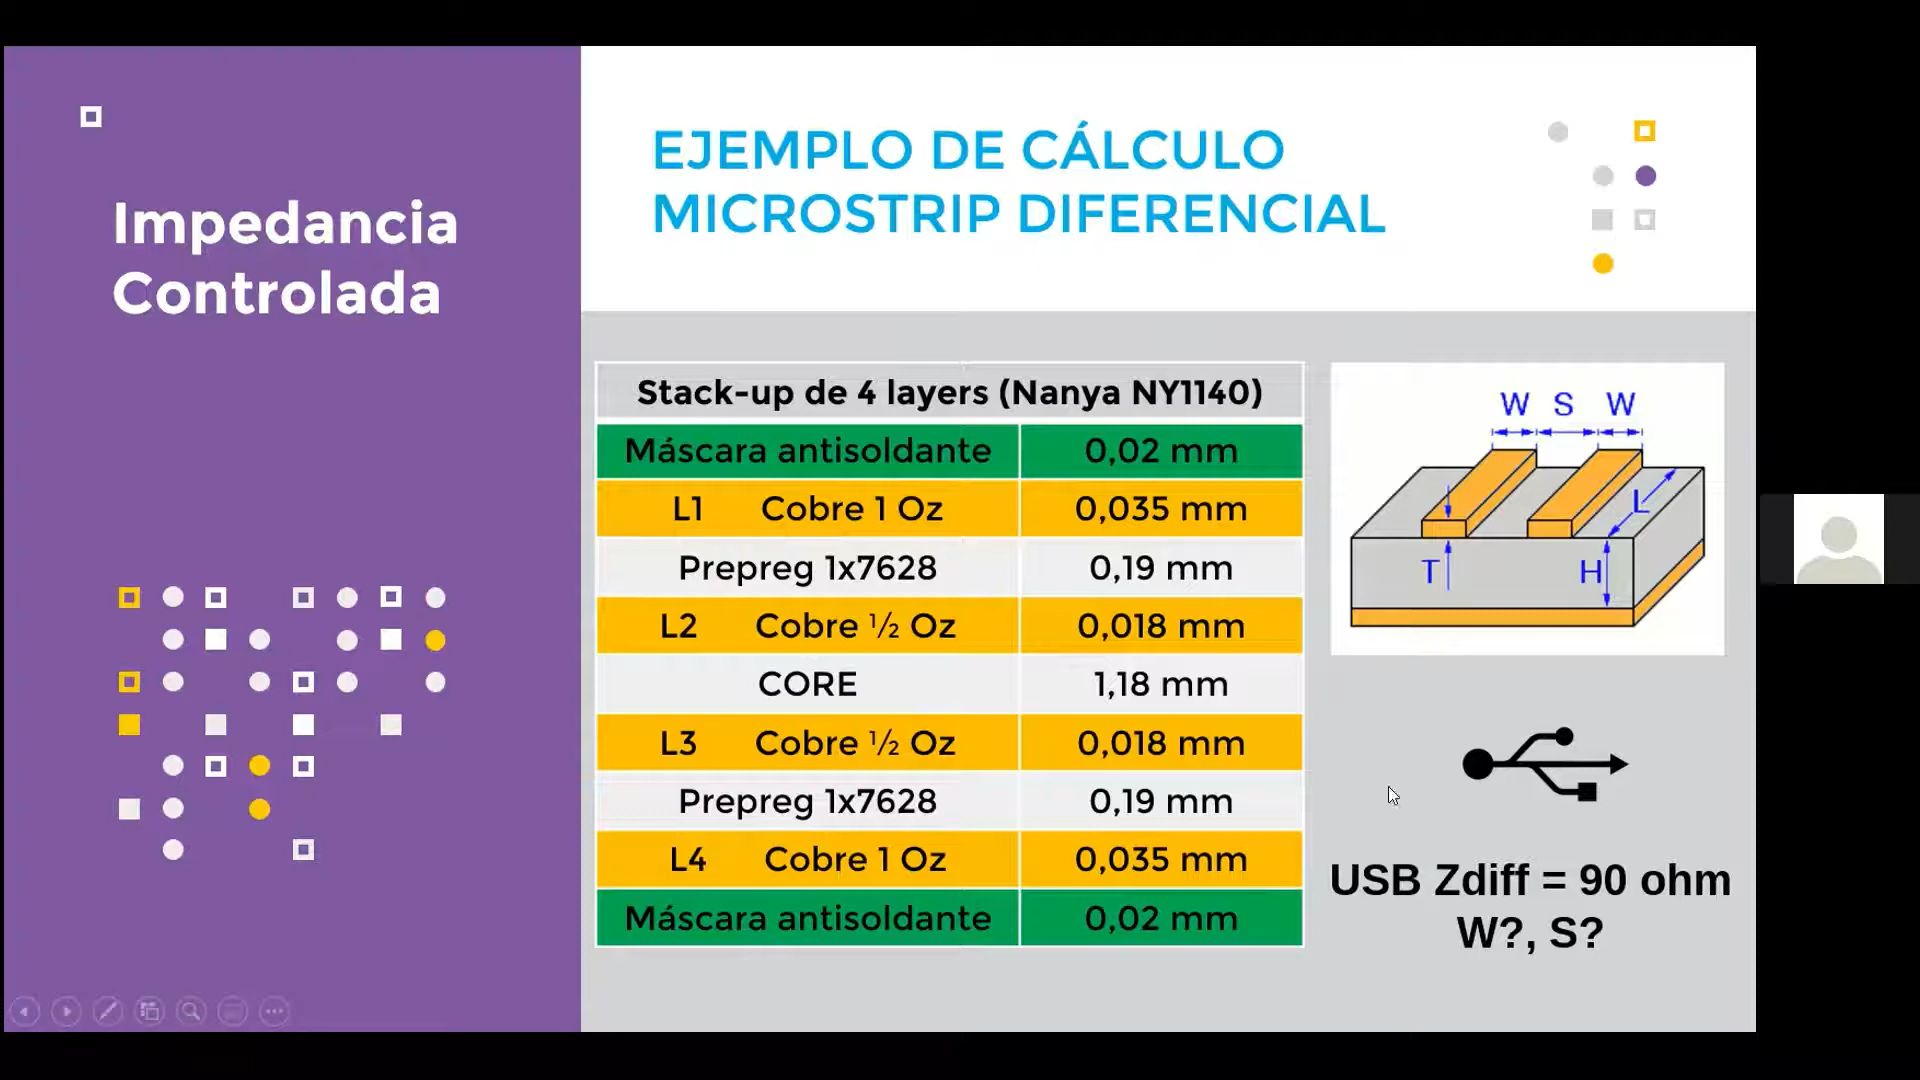 Impedancia
Controlada
EJEMPLO DE CÁLCULO
MICROSTRIP DIFERENCIAL
Stack-up de 4 layers (Nanya NY1140)
Máscara antisoldante 0,02 mm
L1 Cobre 1 Oz 0,035 mm
Prepreg 1x7628 0,19 mm
L2 Cobre ½ Oz 0,018 mm
CORE 1,18 mm
L3 Cobre ½ Oz 0,018 mm
Prepreg 1x7628 0,19 mm
L4 Cobre 1 Oz 0,035 mm
Máscara antisoldante 0,02 mm
W S W
L
T H
USB Zdiff = 90 ohm
W?, S?